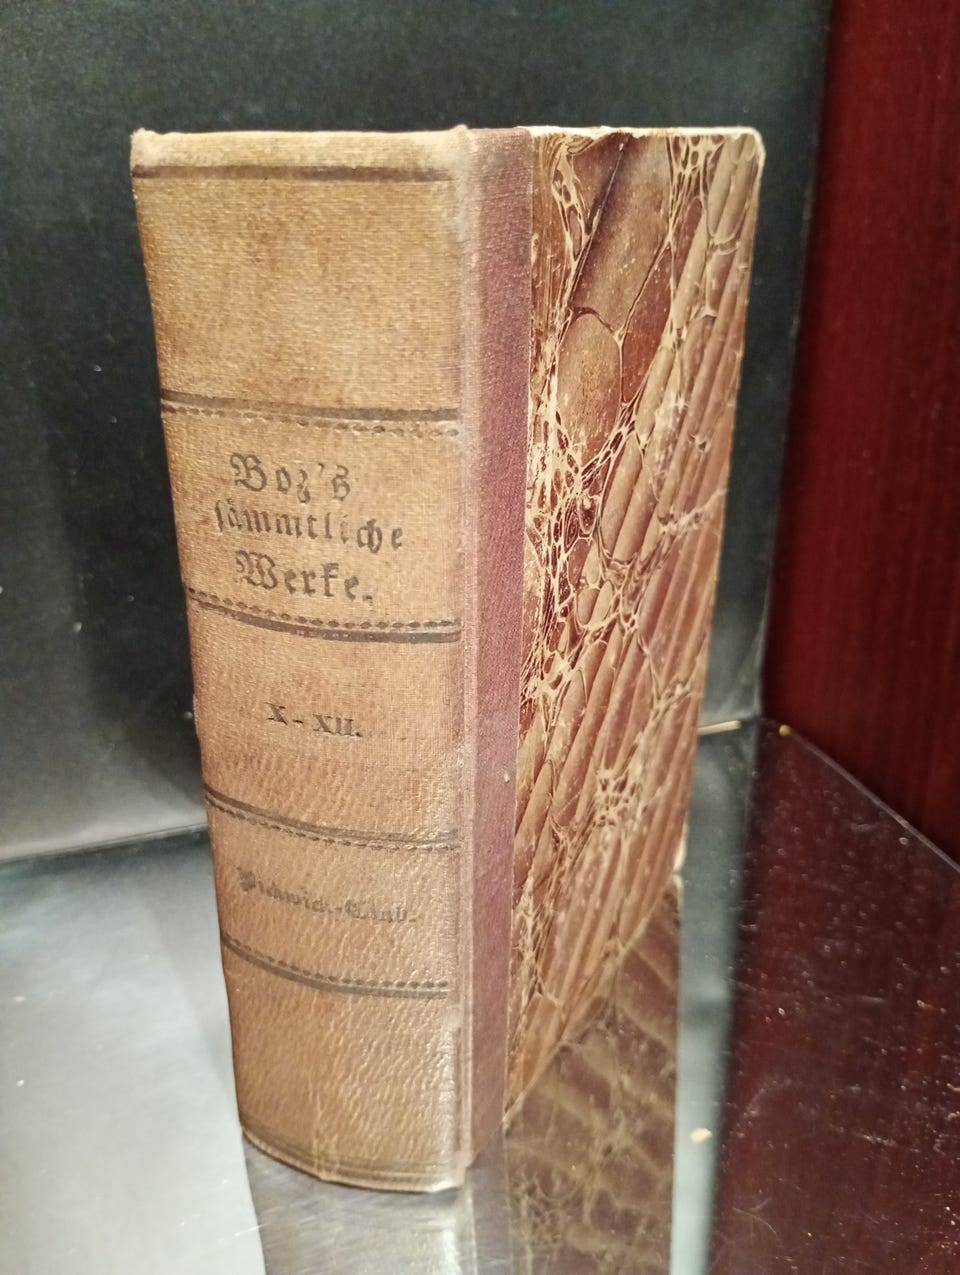 Boz's
sämmtliche
Werke.
X-XII.
Pickwick-Club.